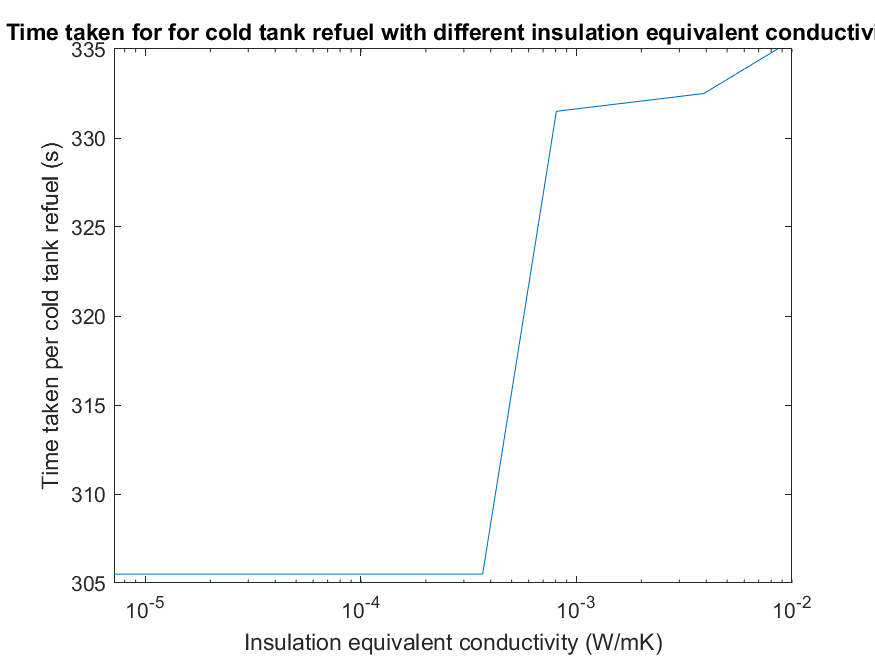 Time taken for for cold tank refuel with different insulation equivalent conductivi
335
330
325
320
315
310
305
Time taken per cold tank refuel (s)
10-5 10-4 10-3 10-2
Insulation equivalent conductivity (W/mK)